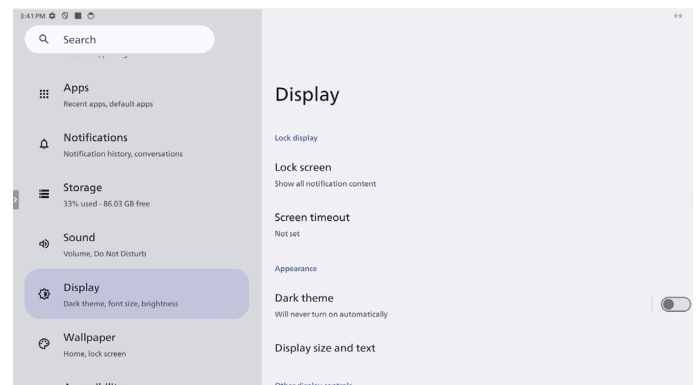 3:41 PM
Search
Apps
Recent apps, default apps
Notifications
Notification history, conversations
Storage
33% used - 86.03 GB free
Sound
Volume, Do Not Disturb
Display
Dark theme, font size, brightness
Wallpaper
Home, lock screen
Display
Lock display
Lock screen
Show all notification content
Screen timeout
Not set
Appearance
Dark theme
Will never turn on automatically
Display size and text
Other display controls